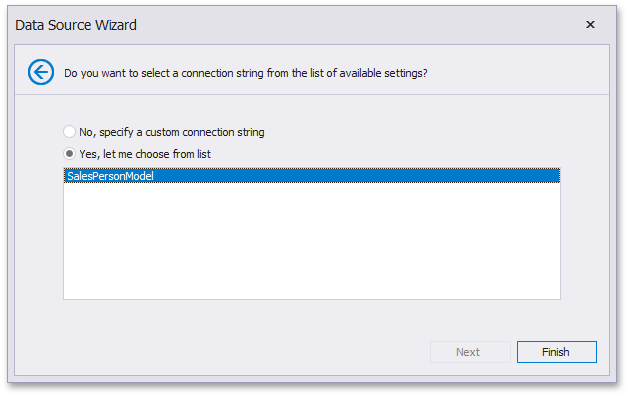 Data Source Wizard
Do you want to select a connection string from the list of available settings?
No, specify a custom connection string
Yes, let me choose from list
SalesPersonModel
Next Finish